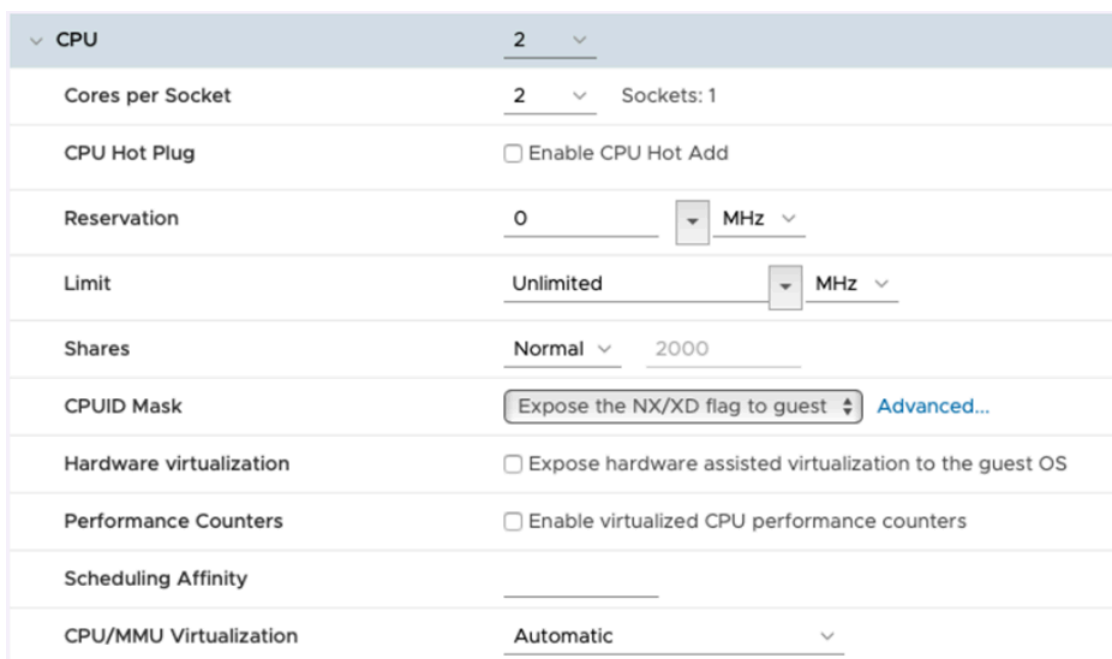 CPU 2
Cores per Socket 2 Sockets: 1
CPU Hot Plug Enable CPU Hot Add
Reservation 0 MHz
Limit Unlimited MHz
Shares Normal 2000
CPUID Mask Expose the NX/XD flag to guest Advanced...
Hardware virtualization Expose hardware assisted virtualization to the guest OS
Performance Counters Enable virtualized CPU performance counters
Scheduling Affinity
CPU/MMU Virtualization Automatic